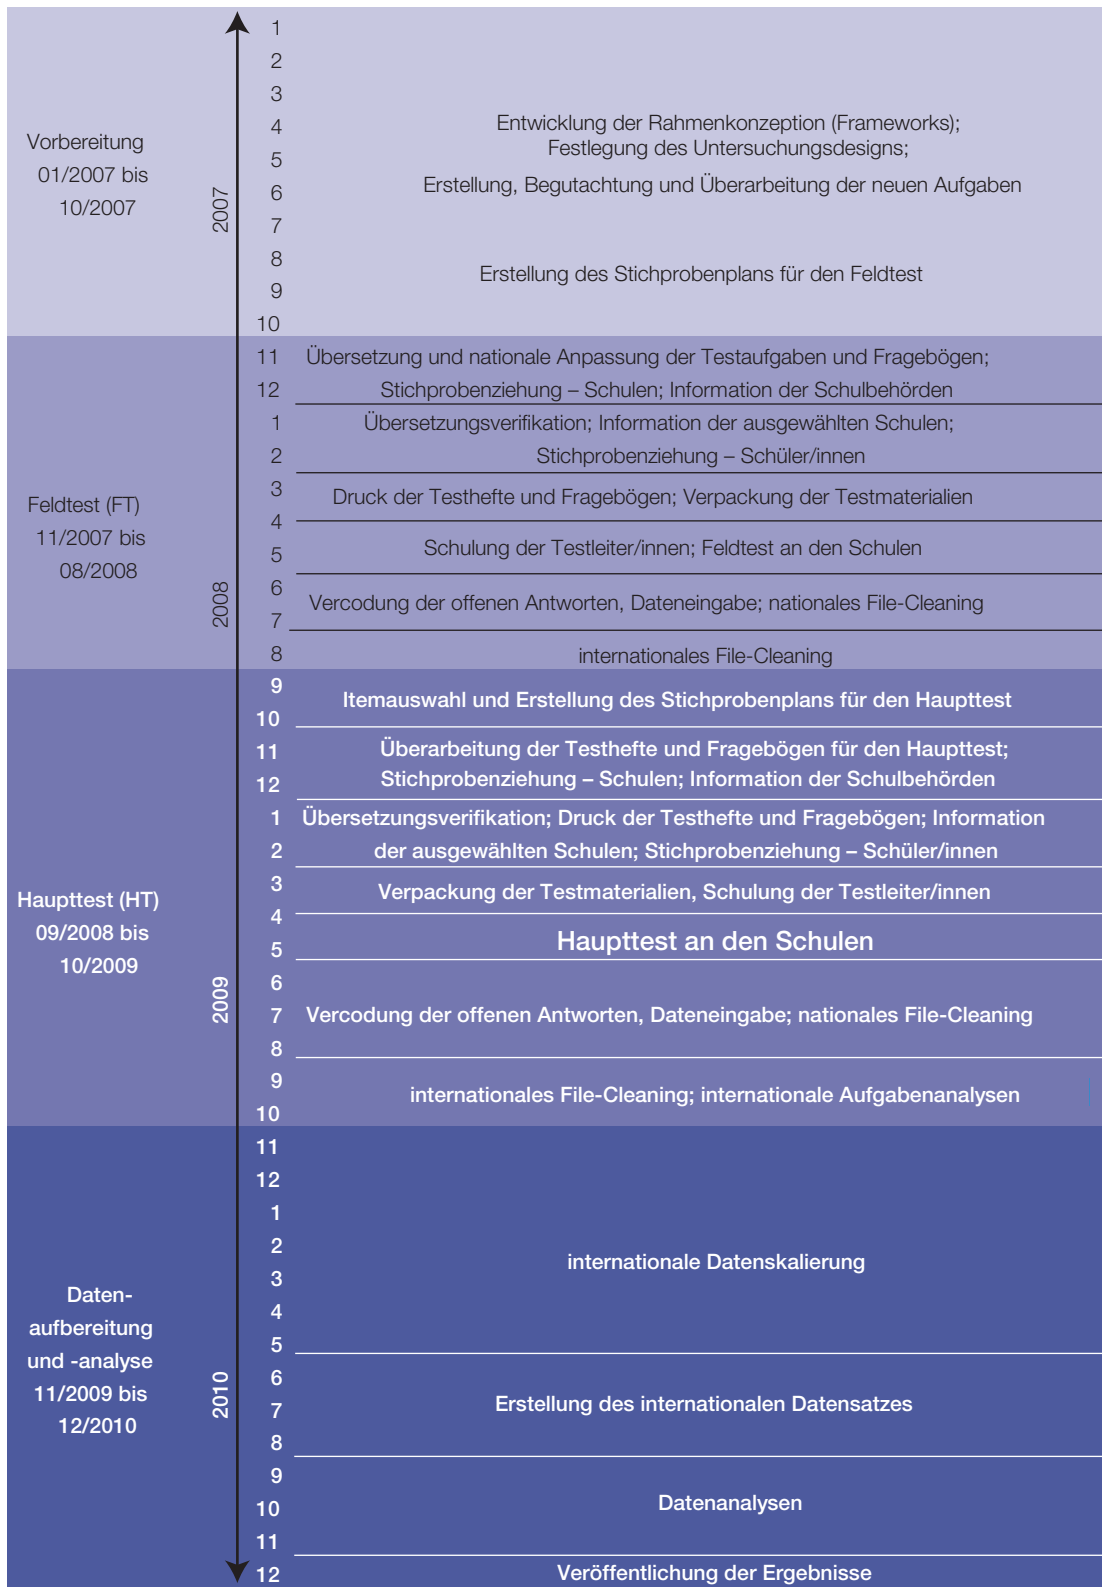 Vorbereitung
01/2007 bis
10/2007
2007
1
2
3
4
5
6
7
8
9
10
Entwicklung der Rahmenkonzeption (Frameworks);
Festlegung des Untersuchungsdesigns;
Erstellung, Begutachtung und Überarbeitung der neuen Aufgaben
Erstellung des Stichprobenplans für den Feldtest
Feldtest (FT)
11/2007 bis
08/2008
2008
11
12
1
2
3
4
5
6
7
8
Übersetzung und nationale Anpassung der Testaufgaben und Fragebögen;
Stichprobenziehung – Schulen; Information der Schulbehörden
Übersetzungsverifikation; Information der ausgewählten Schulen;
Stichprobenziehung – Schüler/innen
Druck der Testhefte und Fragebögen; Verpackung der Testmaterialien
Schulung der Testleiter/innen; Feldtest an den Schulen
Vercodung der offenen Antworten, Dateneingabe; nationales File-Cleaning
internationales File-Cleaning
Haupttest (HT)
09/2008 bis
10/2009
2009
9
10
11
12
1
2
3
4
5
6
7
8
9
10
Itemauswahl und Erstellung des Stichprobenplans für den Haupttest
Überarbeitung der Testhefte und Fragebögen für den Haupttest;
Stichprobenziehung – Schulen; Information der Schulbehörden
Übersetzungsverifikation; Druck der Testhefte und Fragebögen; Information
der ausgewählten Schulen; Stichprobenziehung – Schüler/innen
Verpackung der Testmaterialien, Schulung der Testleiter/innen
Haupttest an den Schulen
Vercodung der offenen Antworten, Dateneingabe; nationales File-Cleaning
internationales File-Cleaning; internationale Aufgabenanalysen
Daten-
aufbereitung
und -analyse
11/2009 bis
12/2010
2010
11
12
1
2
3
4
5
6
7
8
9
10
11
12
internationale Datenskalierung
Erstellung des internationalen Datensatzes
Datenanalysen
Veröffentlichung der Ergebnisse